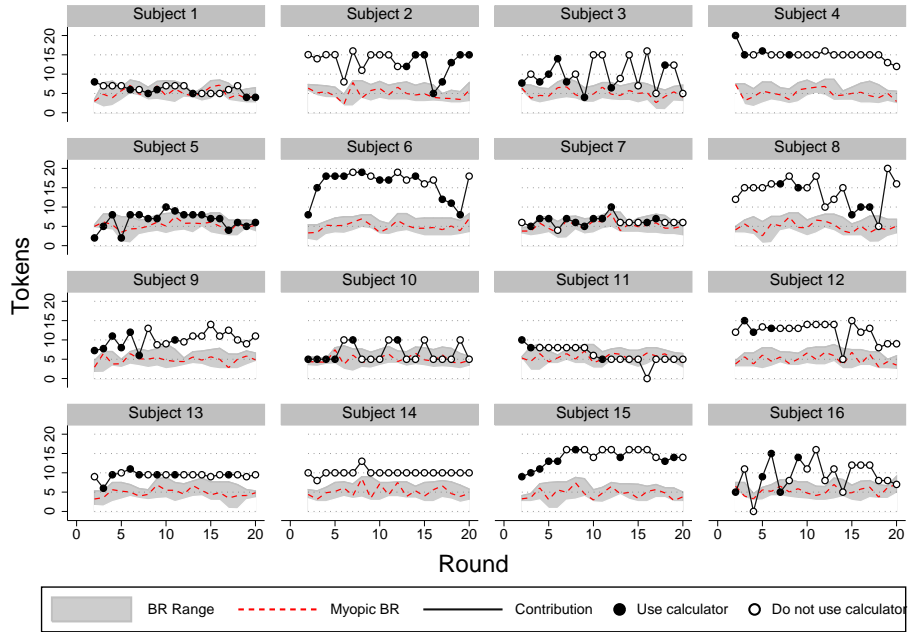 Subject 1 Subject 2 Subject 3 Subject 4
0 5 10 15 20
Subject 5 Subject 6 Subject 7 Subject 8
0 5 10 15 20
Subject 9 Subject 10 Subject 11 Subject 12
0 5 10 15 20
Subject 13 Subject 14 Subject 15 Subject 16
0 5 10 15 20
Tokens
0 5 10 15 20 0 5 10 15 20 0 5 10 15 20 0 5 10 15 20
Round
BR Range Myopic BR Contribution Use calculator Do not use calculator